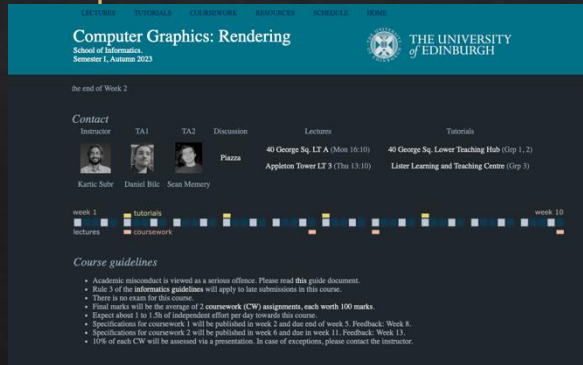 LECTURES TUTORIALS COURSEWORK RESOURCES SCHEDULE HOME
Computer Graphics: Rendering
School of Informatics.
Semester I, Autumn 2023
THE UNIVERSITY
of EDINBURGH
the end of Week 2
Contact
Instructor TA1 TA2 Discussion Lectures Tutorials
40 George Sq. LT A (Mon 16:10) 40 George Sq. Lower Teaching Hub (Grp 1, 2)
Piazza
Appleton Tower LT 3 (Thu 13:10) Lister Learning and Teaching Centre (Grp 3)
Kartic Subr Daniel Bilc Sean Memery
week 1 tutorials week 10
lectures coursework
Course guidelines
• Academic misconduct is viewed as a serious offence. Please read this guide document.
• Rule 3 of the informatics guidelines will apply to late submissions in this course.
• There is no exam for this course.
• Final marks will be the average of 2 coursework (CW) assignments, each worth 100 marks.
• Expect about 1 to 1.5h of independent effort per day towards this course.
• Specifications for coursework 1 will be published in week 2 and due end of week 5. Feedback: Week 8.
• Specifications for coursework 2 will be published in week 6 and due in week 11. Feedback: Week 13.
• 10% of each CW will be assessed via a presentation. In case of exceptions, please contact the instructor.